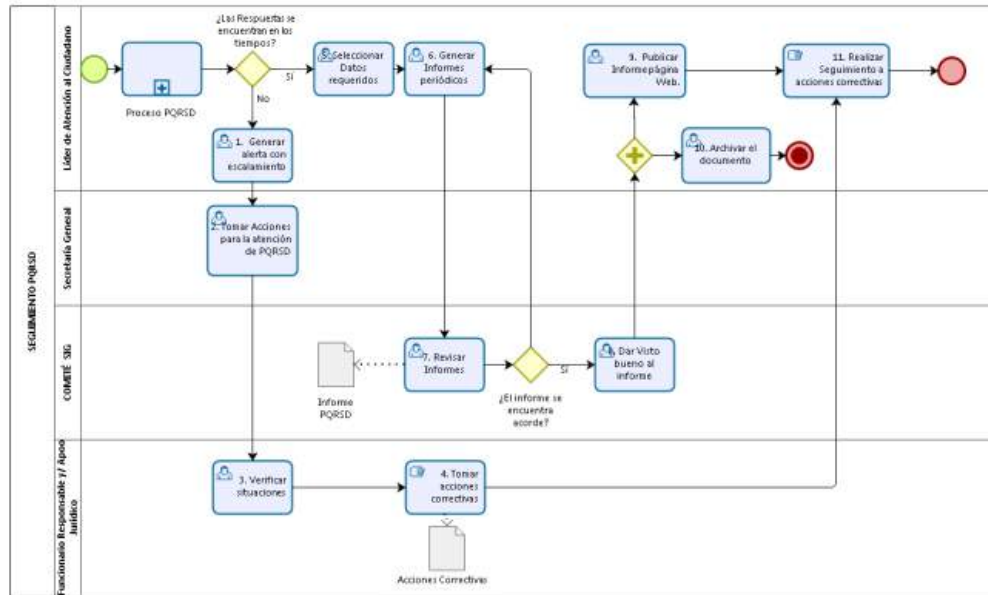 SEGUIMIENTO PQRSD
Líder de Atención al Ciudadano
Proceso PQRSD
¿Las Respuestas se
encuentran en los
tiempos?
Sí
No
5. Seleccionar
Datos
requeridos
6. Generar
Informes
periódicos
1. Generar
alerta con
escalamiento
9. Publicar
Informepágina
Web.
11. Realizar
Seguimiento a
acciones correctivas
10. Archivar el
documento
Secretaría General
2. Tomar Acciones
para la atención
de PQRSD
COMITÉ SIG
Informe
PQRSD
7. Revisar
Informes
¿El informe se
encuentra
acorde?
Sí
Dar Visto
bueno al
informe
Funcionario Responsable y/ Apoo
Jurídico
3. Verificar
situaciones
4. Tomar
acciones
correctivas
Acciones Correctivas